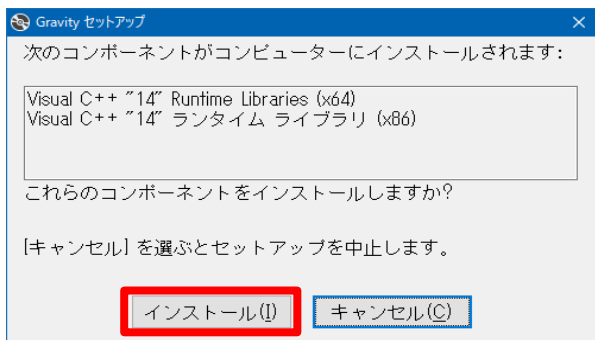 Gravity セットアップ
次のコンポーネントがコンピューターにインストールされます:
Visual C++ "14" Runtime Libraries (x64)
Visual C++ "14" ランタイム ライブラリ (x86)
これらのコンポーネントをインストールしますか?
[キャンセル] を選ぶとセットアップを中止します。
インストール(I) キャンセル(C)